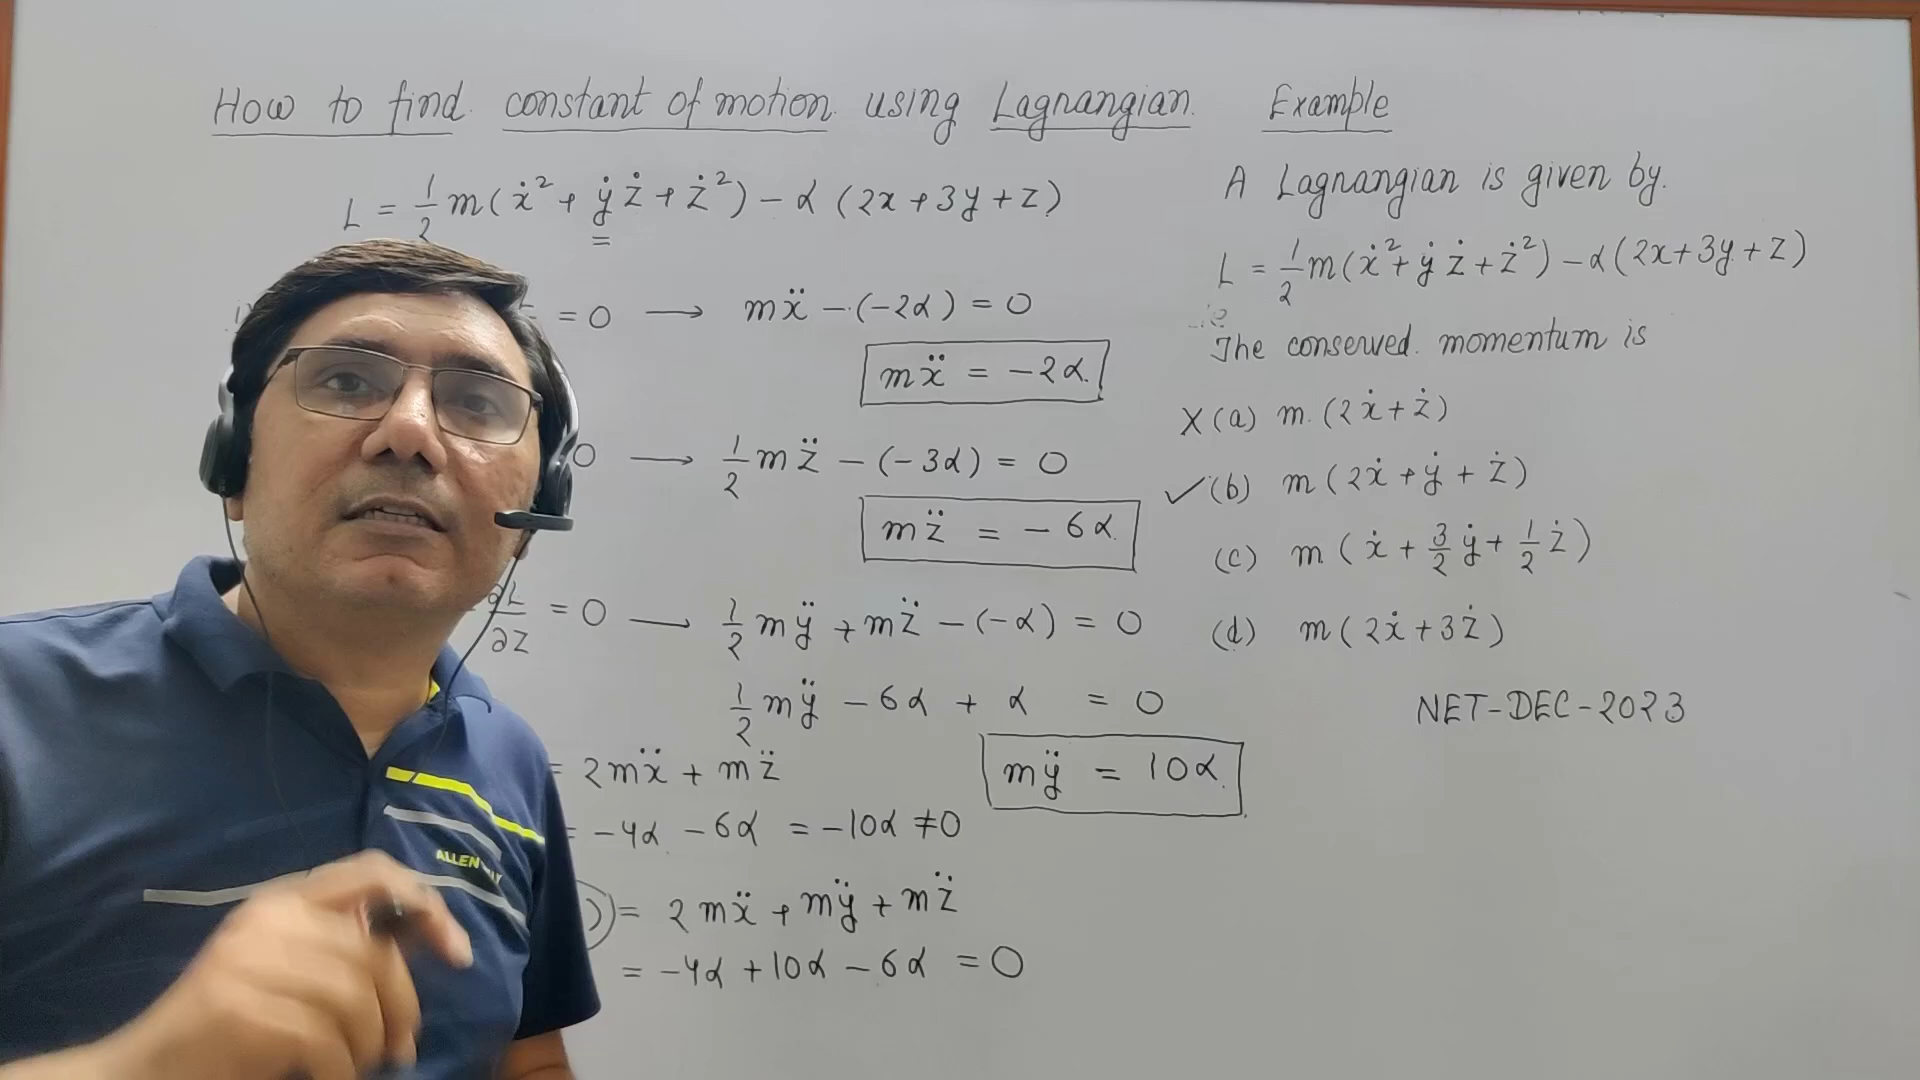 How to find constant of motion using Lagrangian Example
L = 1/2 m(ẋ² + ẏż + ż²) - α (2x+3y+z)
= 0 → mẍ - (-2α) = 0
mẍ = -2α
0 → 1/2 mz̈ - (-3α) = 0
mz̈ = - 6α
∂L/∂z = 0 → 1/2 mÿ + mz̈ - (-α) = 0
1/2 mÿ - 6α + α = 0
mÿ = 10α
= 2mẍ + mz̈
= -4α - 6α = -10α ≠ 0
) = 2mẍ + mÿ + mz̈
= -4α + 10α - 6α = 0
A Lagrangian is given by.
L = 1/2 m(ẋ² + ẏ ż + ż²) - α(2x+3y+z)
The conserved momentum is
X (a) m (2ẋ + ż)
✓ (b) m (2ẋ + ẏ + ż)
(c) m (ẋ + 3/2 ẏ + 1/2 ż)
(d) m (2ẋ + 3ż)
NET-DEC-2023
ALLEN